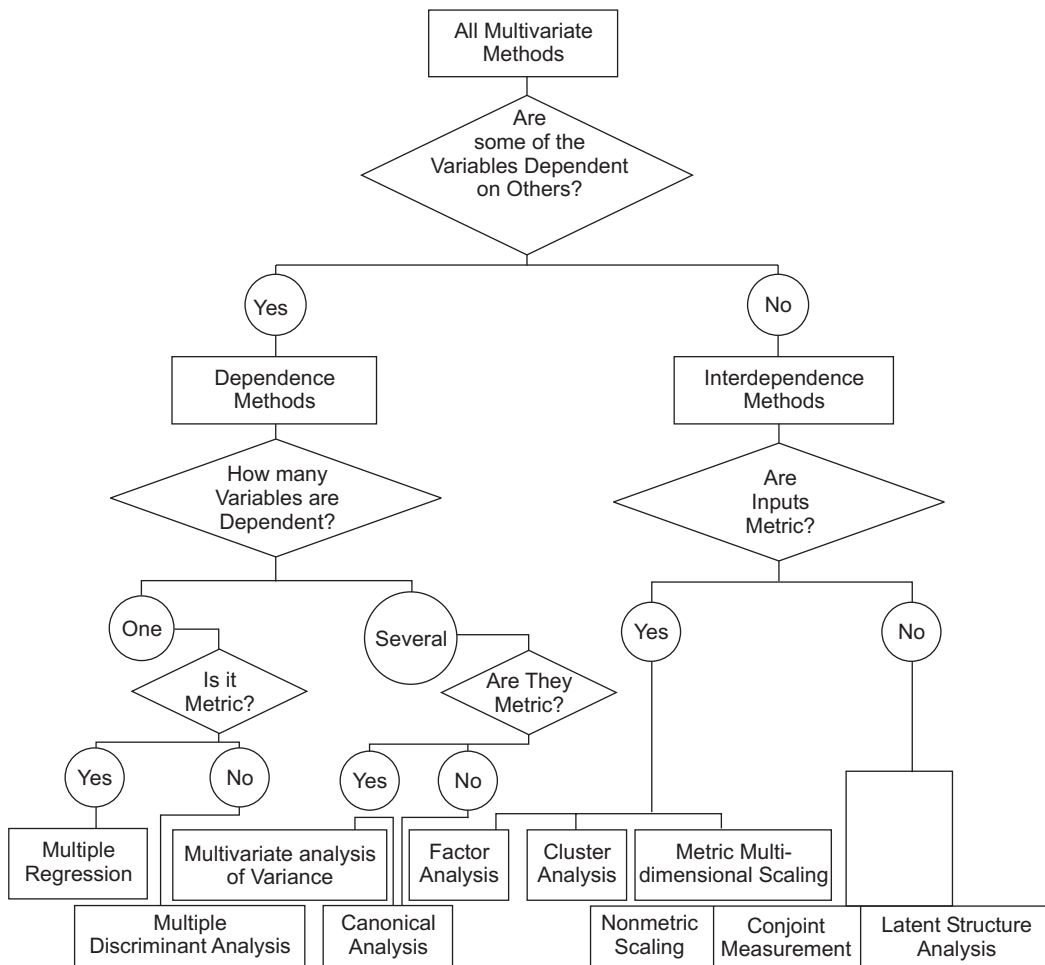 All Multivariate
Methods
Are
some of the
Variables Dependent
on Others?
Yes
No
Dependence
Methods
Interdependence
Methods
How many
Variables are
Dependent?
Are
Inputs
Metric?
One
Several
Yes
No
Is it
Metric?
Are They
Metric?
Yes
No
Yes
No
Multiple
Regression
Multivariate analysis
of Variance
Factor
Analysis
Cluster
Analysis
Metric Multi-
dimensional Scaling
Multiple
Discriminant Analysis
Canonical
Analysis
Nonmetric
Scaling
Conjoint
Measurement
Latent Structure
Analysis